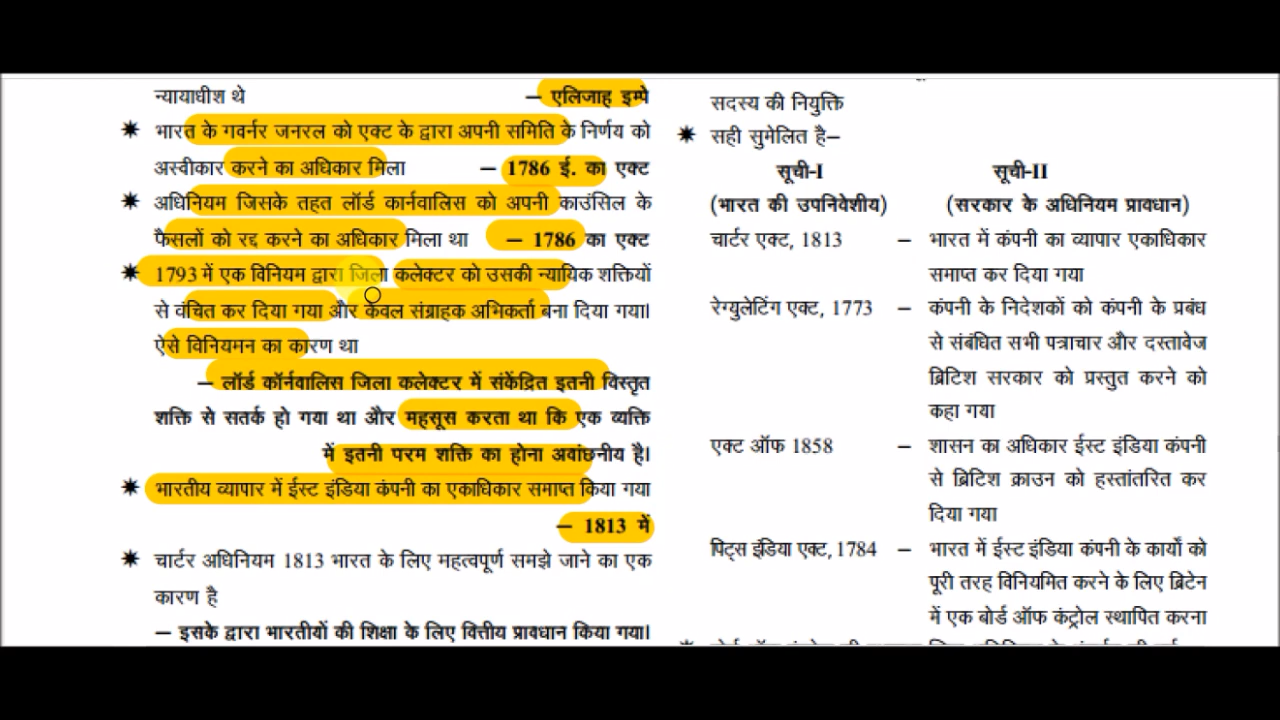 न्यायाधीश थे — एलिजाह इम्पे
✷ भारत के गवर्नर जनरल को एक्ट के द्वारा अपनी समिति के निर्णय को
अस्वीकार करने का अधिकार मिला — 1786 ई. का एक्ट
✷ अधिनियम जिसके तहत लॉर्ड कार्नवालिस को अपनी काउंसिल के
फैसलों को रद्द करने का अधिकार मिला था — 1786 का एक्ट
✷ 1793 में एक विनियम द्वारा जिला कलेक्टर को उसकी न्यायिक शक्तियों
से वंचित कर दिया गया और केवल संग्राहक अभिकर्ता बना दिया गया।
ऐसे विनियमन का कारण था
— लॉर्ड कॉर्नवालिस जिला कलेक्टर में संकेंद्रित इतनी विस्तृत
शक्ति से सतर्क हो गया था और महसूस करता था कि एक व्यक्ति
में इतनी परम शक्ति का होना अवांछनीय है।
✷ भारतीय व्यापार में ईस्ट इंडिया कंपनी का एकाधिकार समाप्त किया गया
— 1813 में
✷ चार्टर अधिनियम 1813 भारत के लिए महत्वपूर्ण समझे जाने का एक
कारण है
— इसके द्वारा भारतीयों की शिक्षा के लिए वित्तीय प्रावधान किया गया।
सदस्य की नियुक्ति
✷ सही सुमेलित है–
सूची-I सूची-II
(भारत की उपनिवेशीय) (सरकार के अधिनियम प्रावधान)
चार्टर एक्ट, 1813 – भारत में कंपनी का व्यापार एकाधिकार
समाप्त कर दिया गया
रेग्युलेटिंग एक्ट, 1773 – कंपनी के निदेशकों को कंपनी के प्रबंध
से संबंधित सभी पत्राचार और दस्तावेज
ब्रिटिश सरकार को प्रस्तुत करने को
कहा गया
एक्ट ऑफ 1858 – शासन का अधिकार ईस्ट इंडिया कंपनी
से ब्रिटिश क्राउन को हस्तांतरित कर
दिया गया
पिट्स इंडिया एक्ट, 1784 – भारत में ईस्ट इंडिया कंपनी के कार्यों को
पूरी तरह विनियमित करने के लिए ब्रिटेन
में एक बोर्ड ऑफ कंट्रोल स्थापित करना